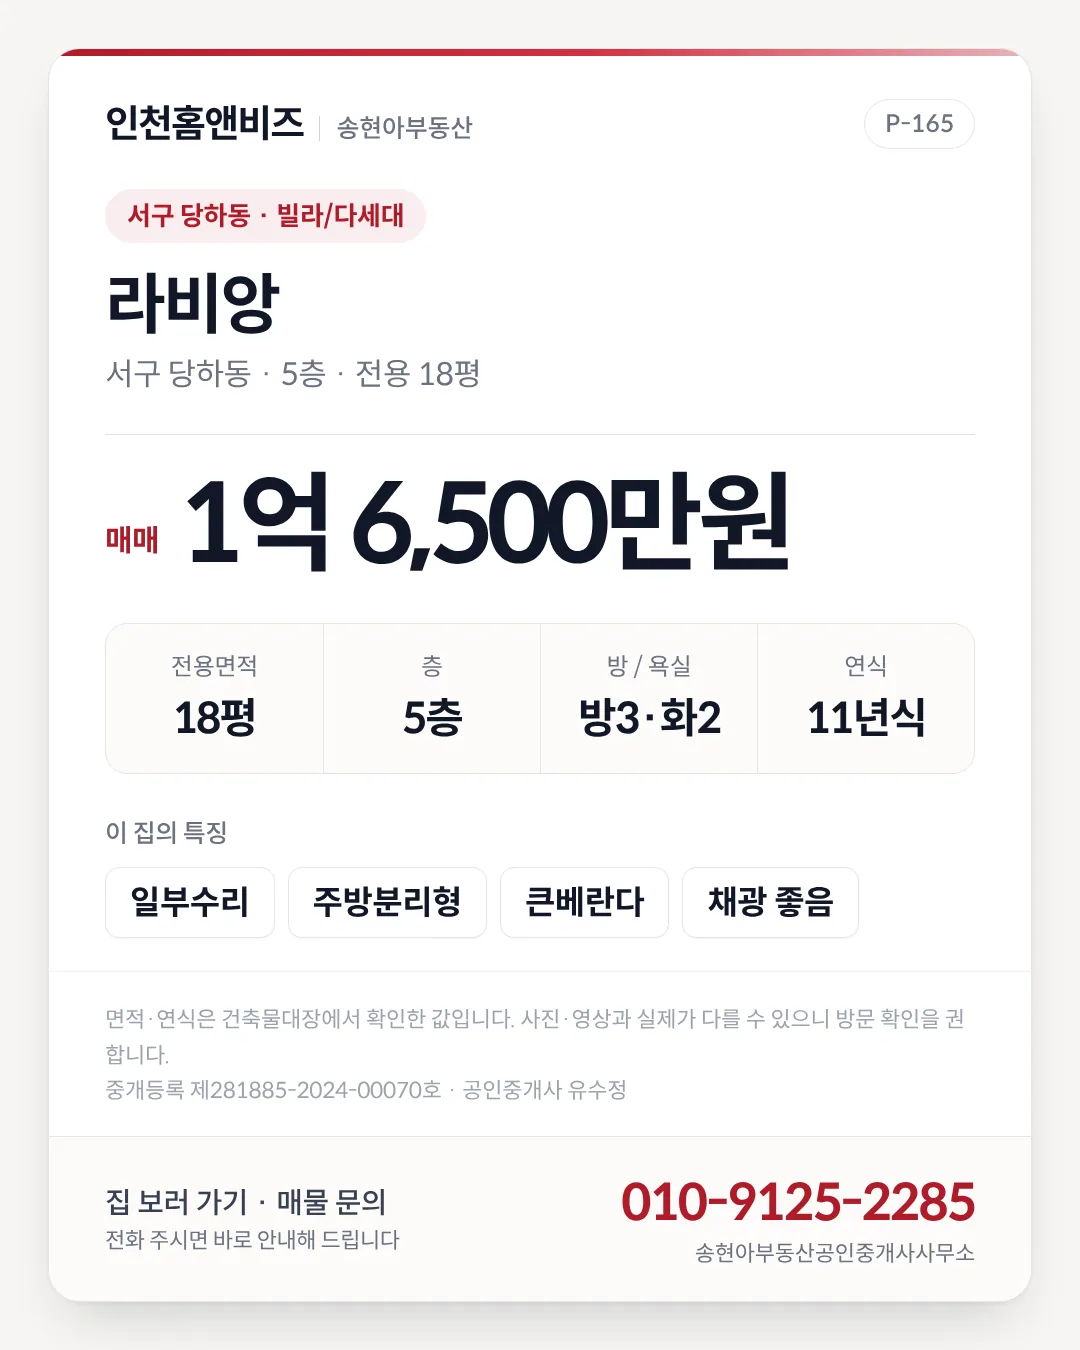 인천홈앤비즈 | 송현아부동산
P-165
서구 당하동 · 빌라/다세대
라비앙
서구 당하동 · 5층 · 전용 18평
매매 1억 6,500만원
전용면적 층 방 / 욕실 연식
18평 5층 방3·화2 11년식
이 집의 특징
일부수리 주방분리형 큰베란다 채광 좋음
면적·연식은 건축물대장에서 확인한 값입니다. 사진·영상과 실제가 다를 수 있으니 방문 확인을 권
합니다.
중개등록 제281885-2024-00070호 · 공인중개사 유수정
집 보러 가기 · 매물 문의
전화 주시면 바로 안내해 드립니다
010-9125-2285
송현아부동산공인중개사사무소